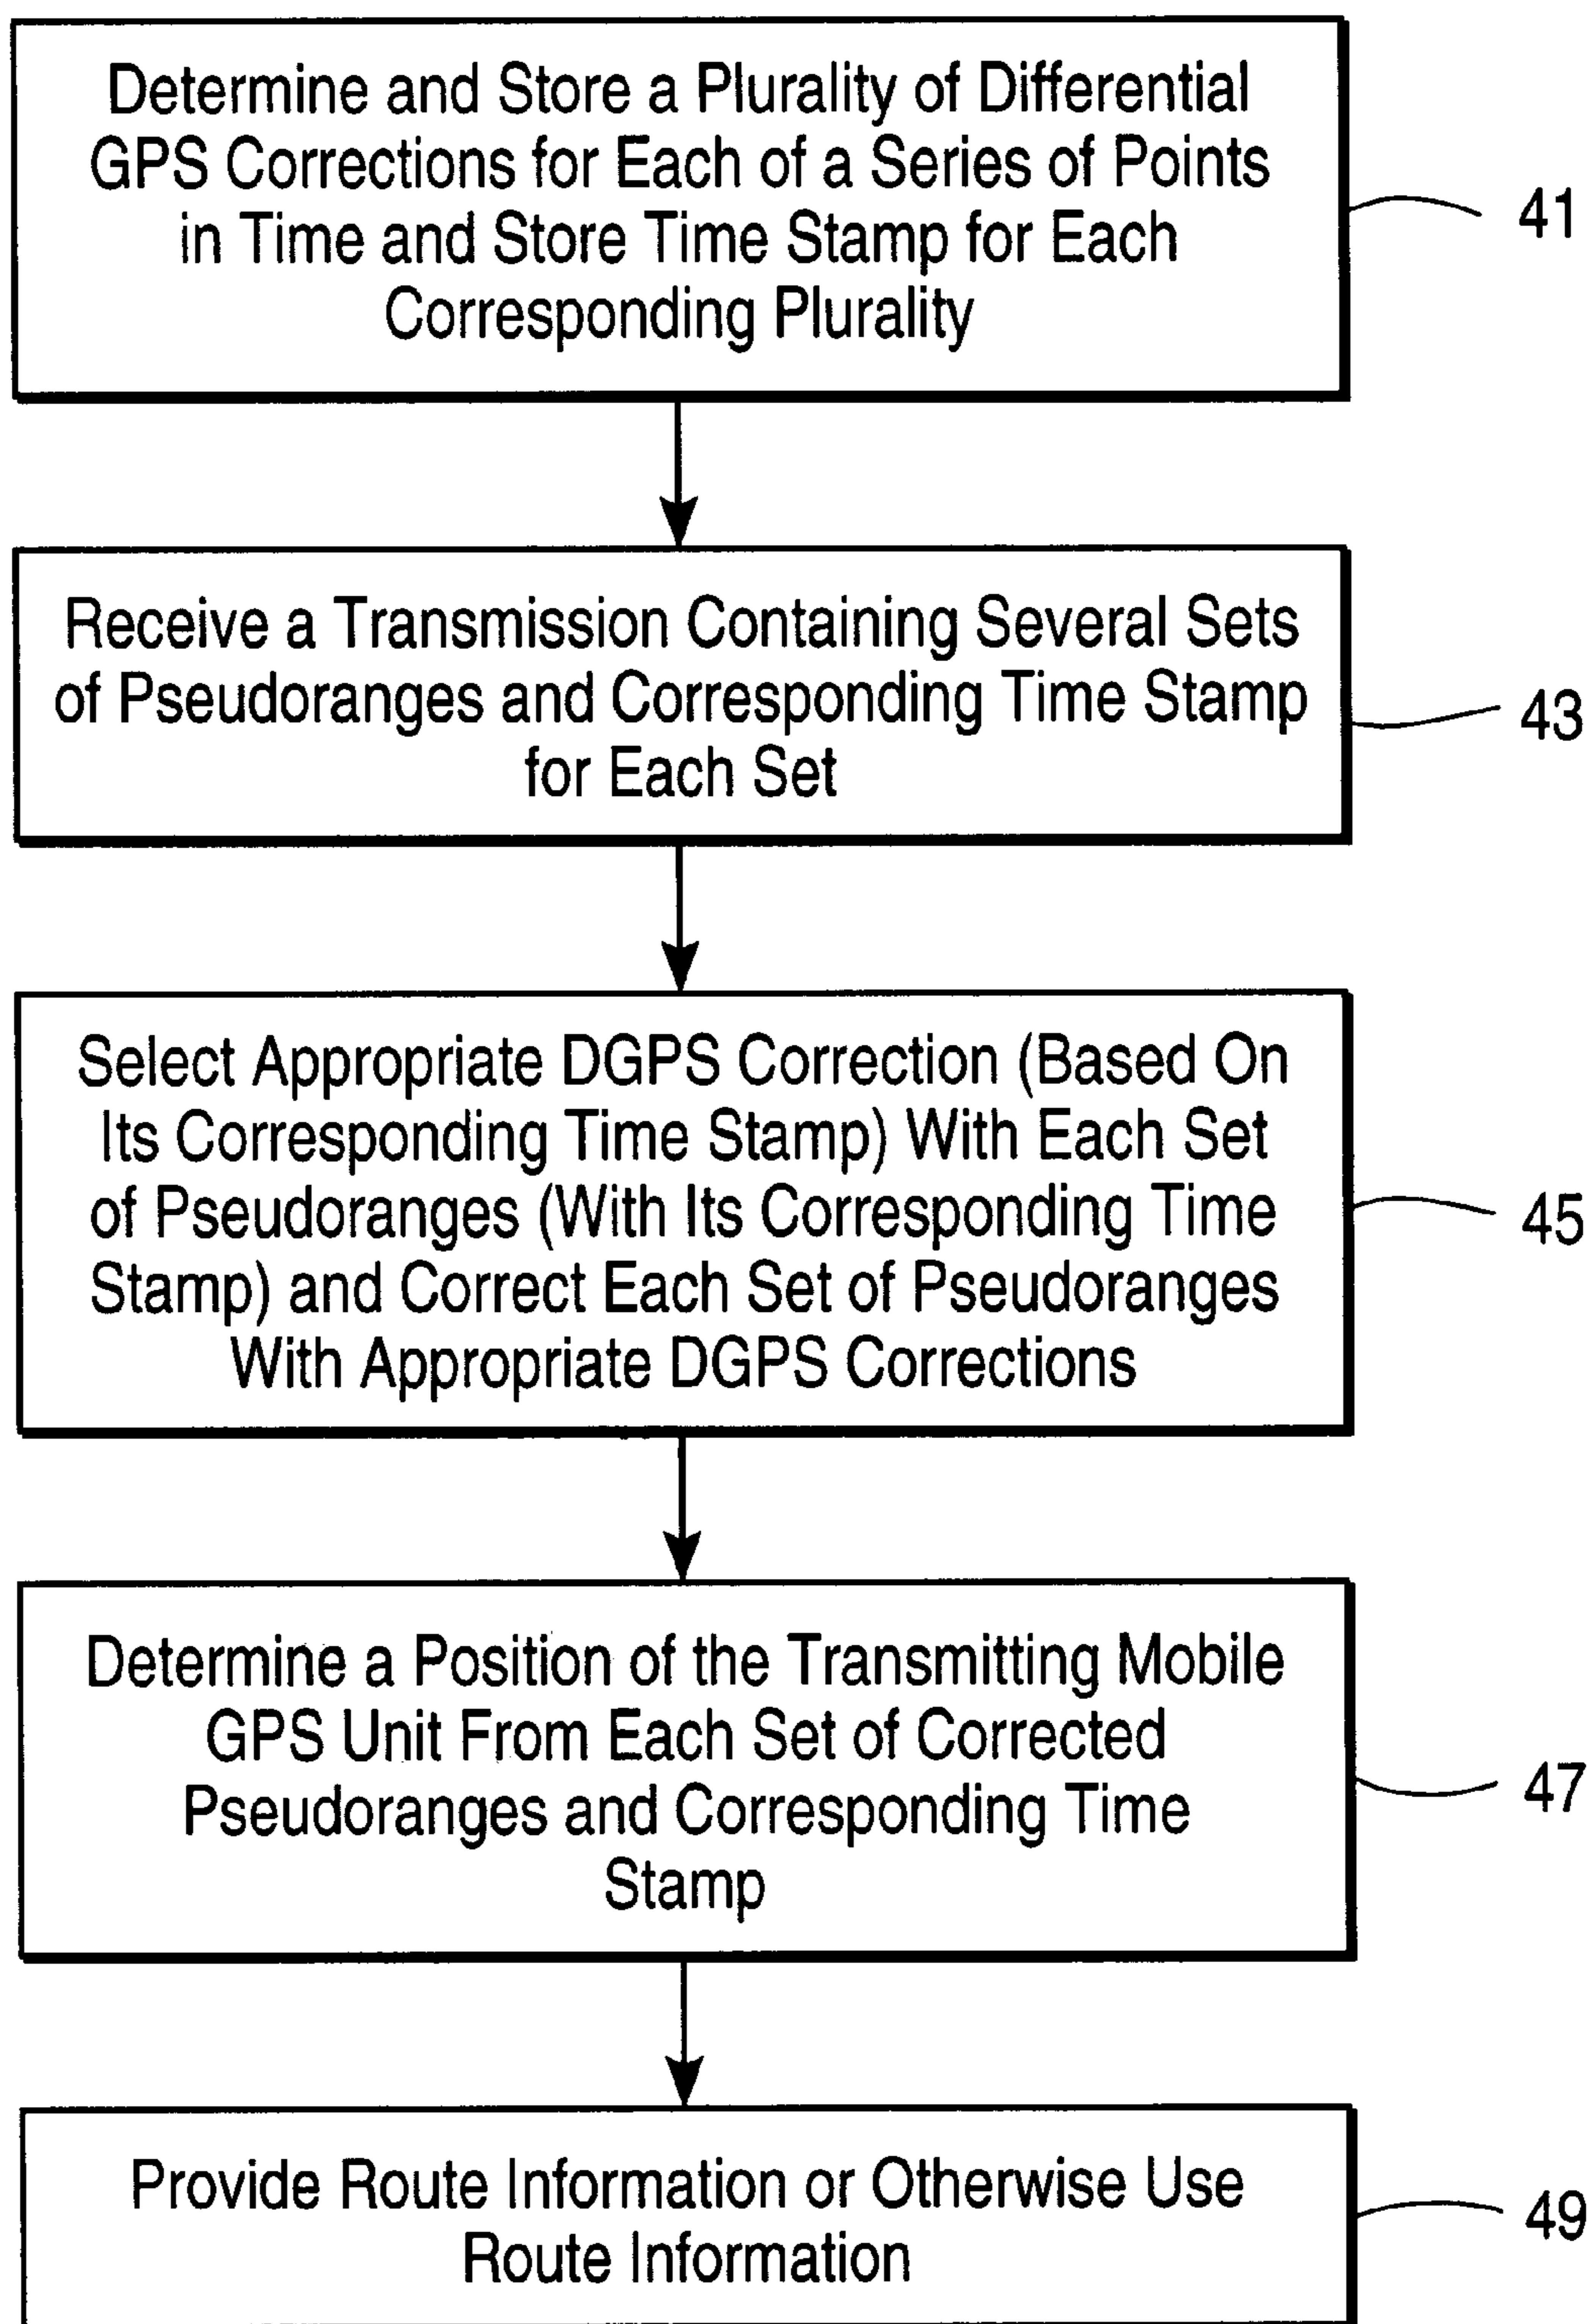 Determine and Store a Plurality of Differential
GPS Corrections for Each of a Series of Points
in Time and Store Time Stamp for Each
Corresponding Plurality
41
Receive a Transmission Containing Several Sets
of Pseudoranges and Corresponding Time Stamp
for Each Set
43
Select Appropriate DGPS Correction (Based On
Its Corresponding Time Stamp) With Each Set
of Pseudoranges (With Its Corresponding Time
Stamp) and Correct Each Set of Pseudoranges
With Appropriate DGPS Corrections
45
Determine a Position of the Transmitting Mobile
GPS Unit From Each Set of Corrected
Pseudoranges and Corresponding Time
Stamp
47
Provide Route Information or Otherwise Use
Route Information
49